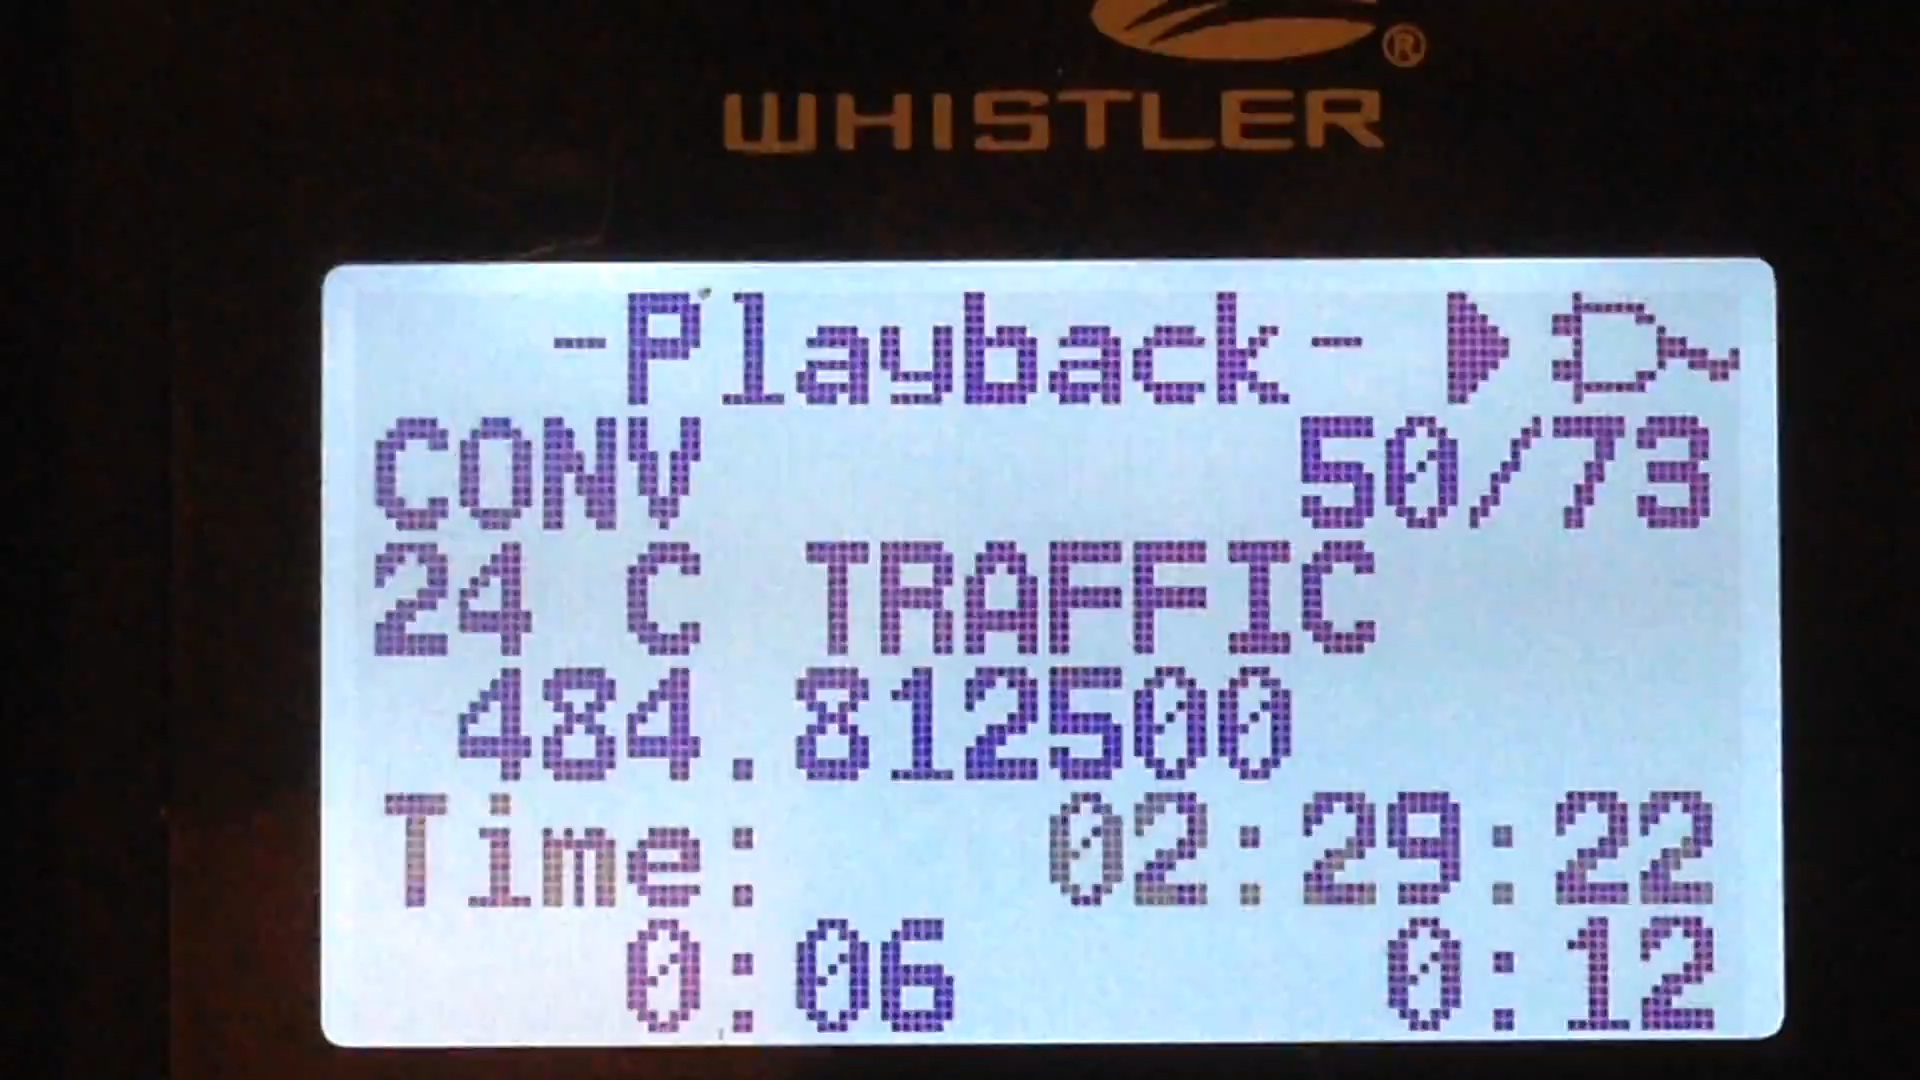 ®
WHISTLER
-Playback-
CONV 50/73
24 C TRAFFIC
484.812500
Time: 02:29:22
0:06 0:12